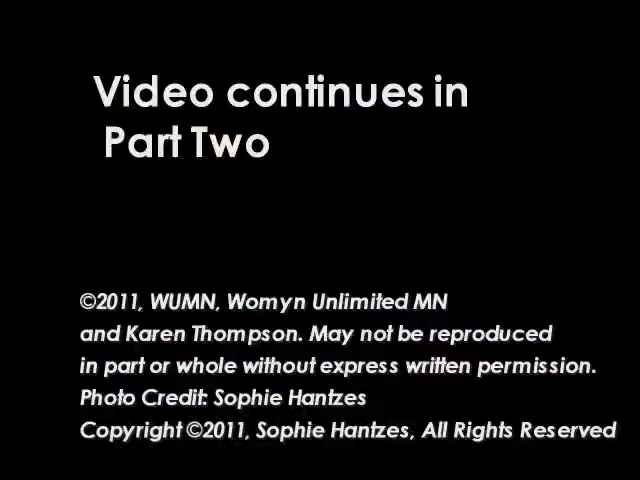 Video continues in
Part Two
©2011, WUMN, Womyn Unlimited MN
and Karen Thompson. May not be reproduced
in part or whole without express written permission.
Photo Credit: Sophie Hantzes
Copyright ©2011, Sophie Hantzes, All Rights Reserved